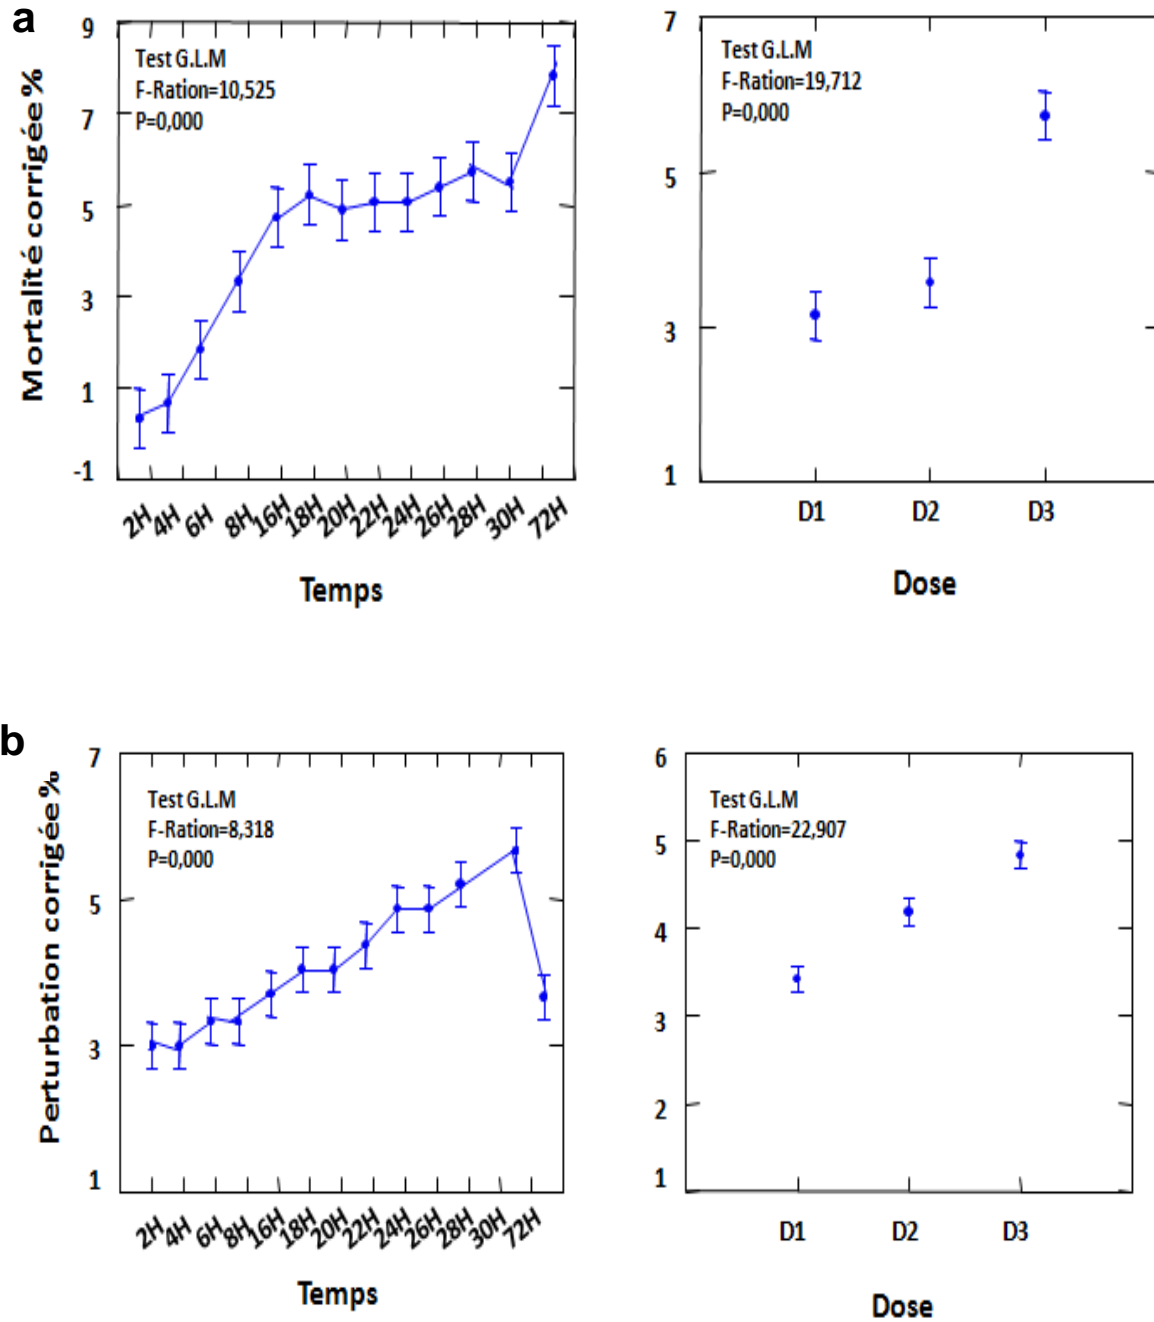 a
Mortalité corrigée %
9
7
5
3
1
-1
Test G.L.M
F-Ration=10,525
P=0,000
2H 4H 6H 8H 16H 18H 20H 22H 24H 26H 28H 30H 72H
Temps
7
5
3
1
Test G.L.M
F-Ration=19,712
P=0,000
D1 D2 D3
Dose
b
Perturbation corrigée %
7
5
3
1
Test G.L.M
F-Ration=8,318
P=0,000
2H 4H 6H 8H 16H 18H 20H 22H 24H 26H 28H 30H 72H
Temps
6
5
4
3
2
1
Test G.L.M
F-Ration=22,907
P=0,000
D1 D2 D3
Dose